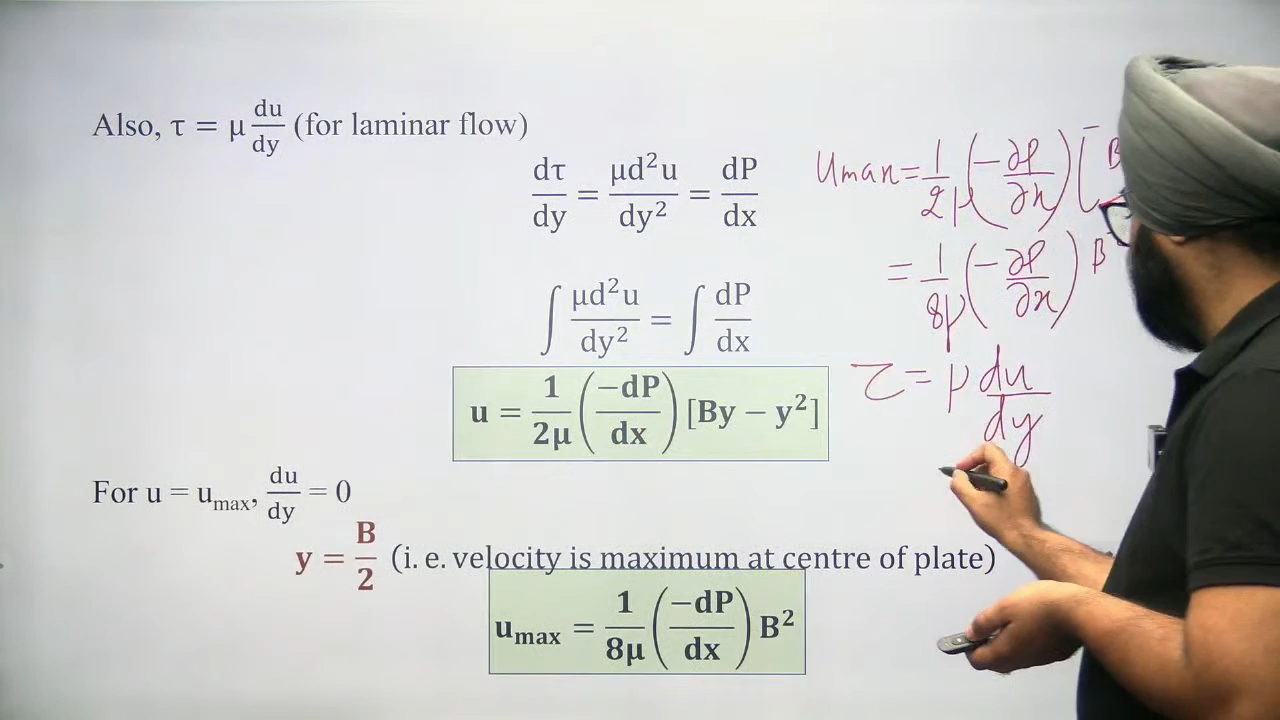 Also, τ = μ du/dy (for laminar flow)
dτ/dy = μd²u/dy² = dP/dx
∫ μd²u/dy² = ∫ dP/dx
u = 1/2μ (−dP/dx) [By − y²]
For u = u_max, du/dy = 0
y = B/2 (i. e. velocity is maximum at centre of plate)
u_max = 1/8μ (−dP/dx) B²
Umax = 1/2μ (−∂P/∂x) [B
= 1/8μ (−∂P/∂x) B
τ = μ du/dy